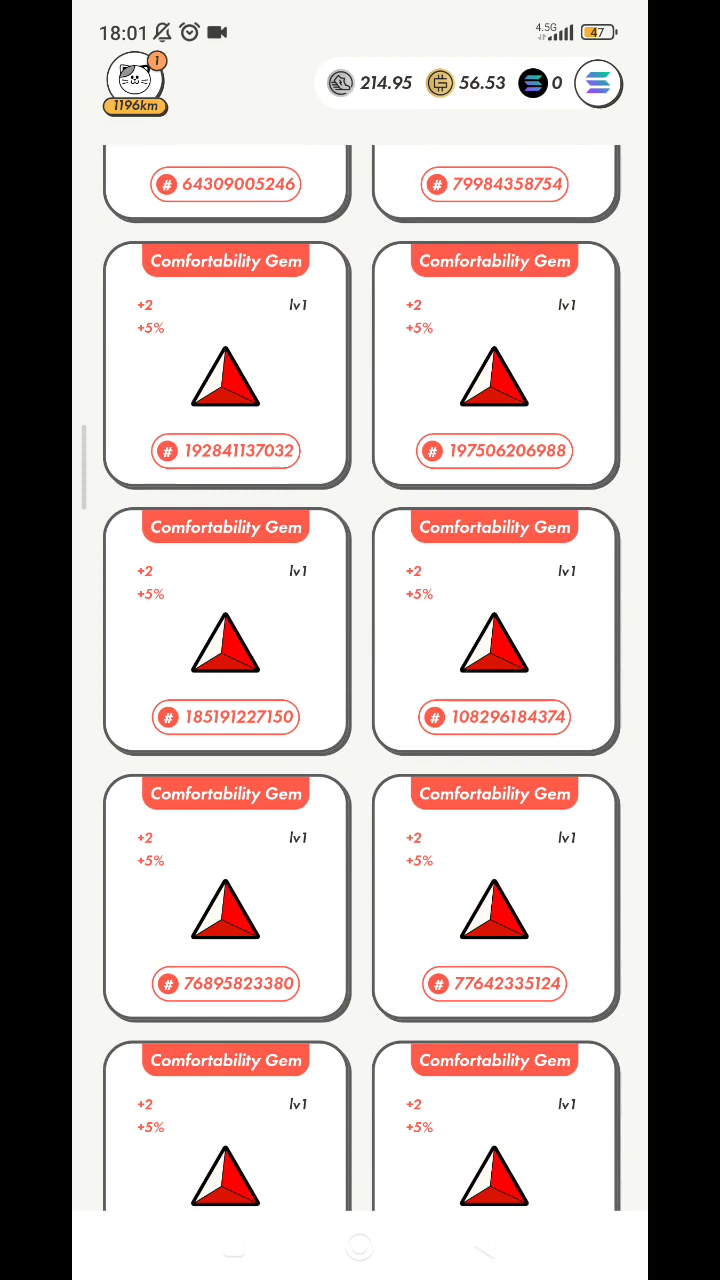 18:01 4.5G 47
1
1196km 214.95 56.53 0
# 64309005246 # 79984358754
Comfortability Gem Comfortability Gem
+2 lv1 +2 lv1
+5% +5%
# 192841137032 # 197506206988
Comfortability Gem Comfortability Gem
+2 lv1 +2 lv1
+5% +5%
# 185191227150 # 108296184374
Comfortability Gem Comfortability Gem
+2 lv1 +2 lv1
+5% +5%
# 76895823380 # 77642335124
Comfortability Gem Comfortability Gem
+2 lv1 +2 lv1
+5% +5%